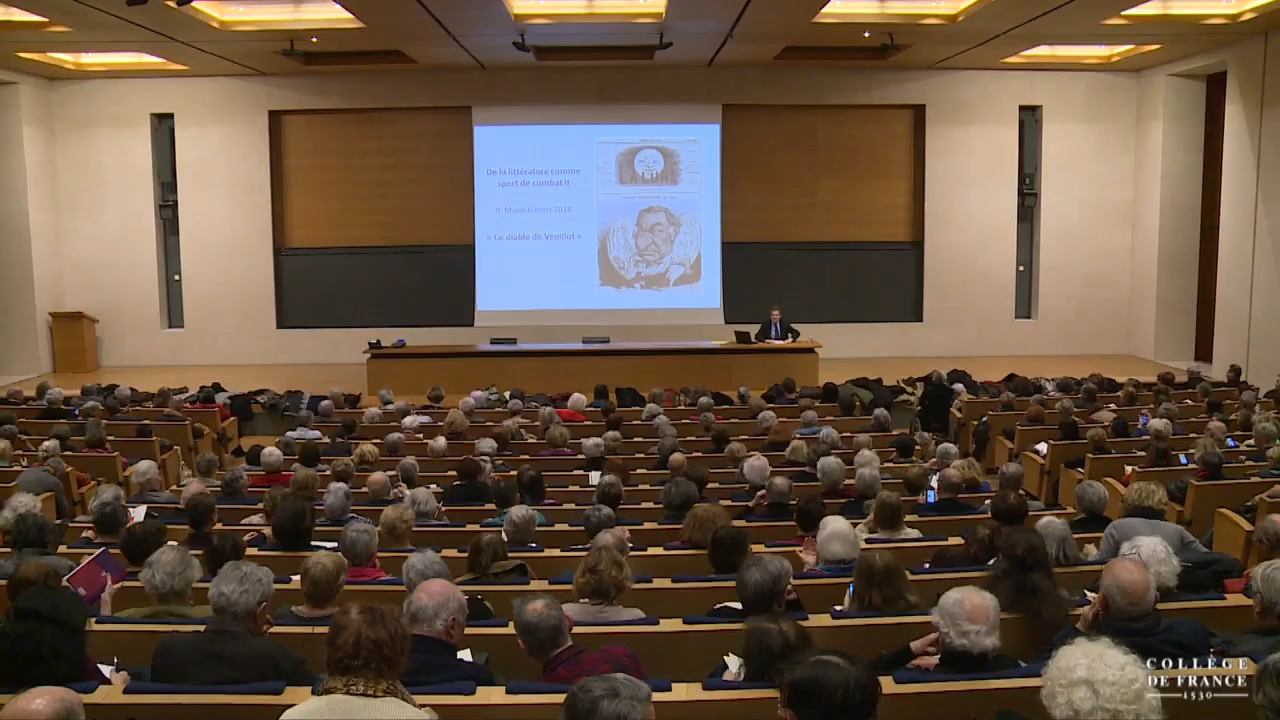 De la littérature comme
sport de combat II
9. Mardi 6 mars 2018
« Ce diable de Veuillot »
COLLÈGE
DE FRANCE
1530